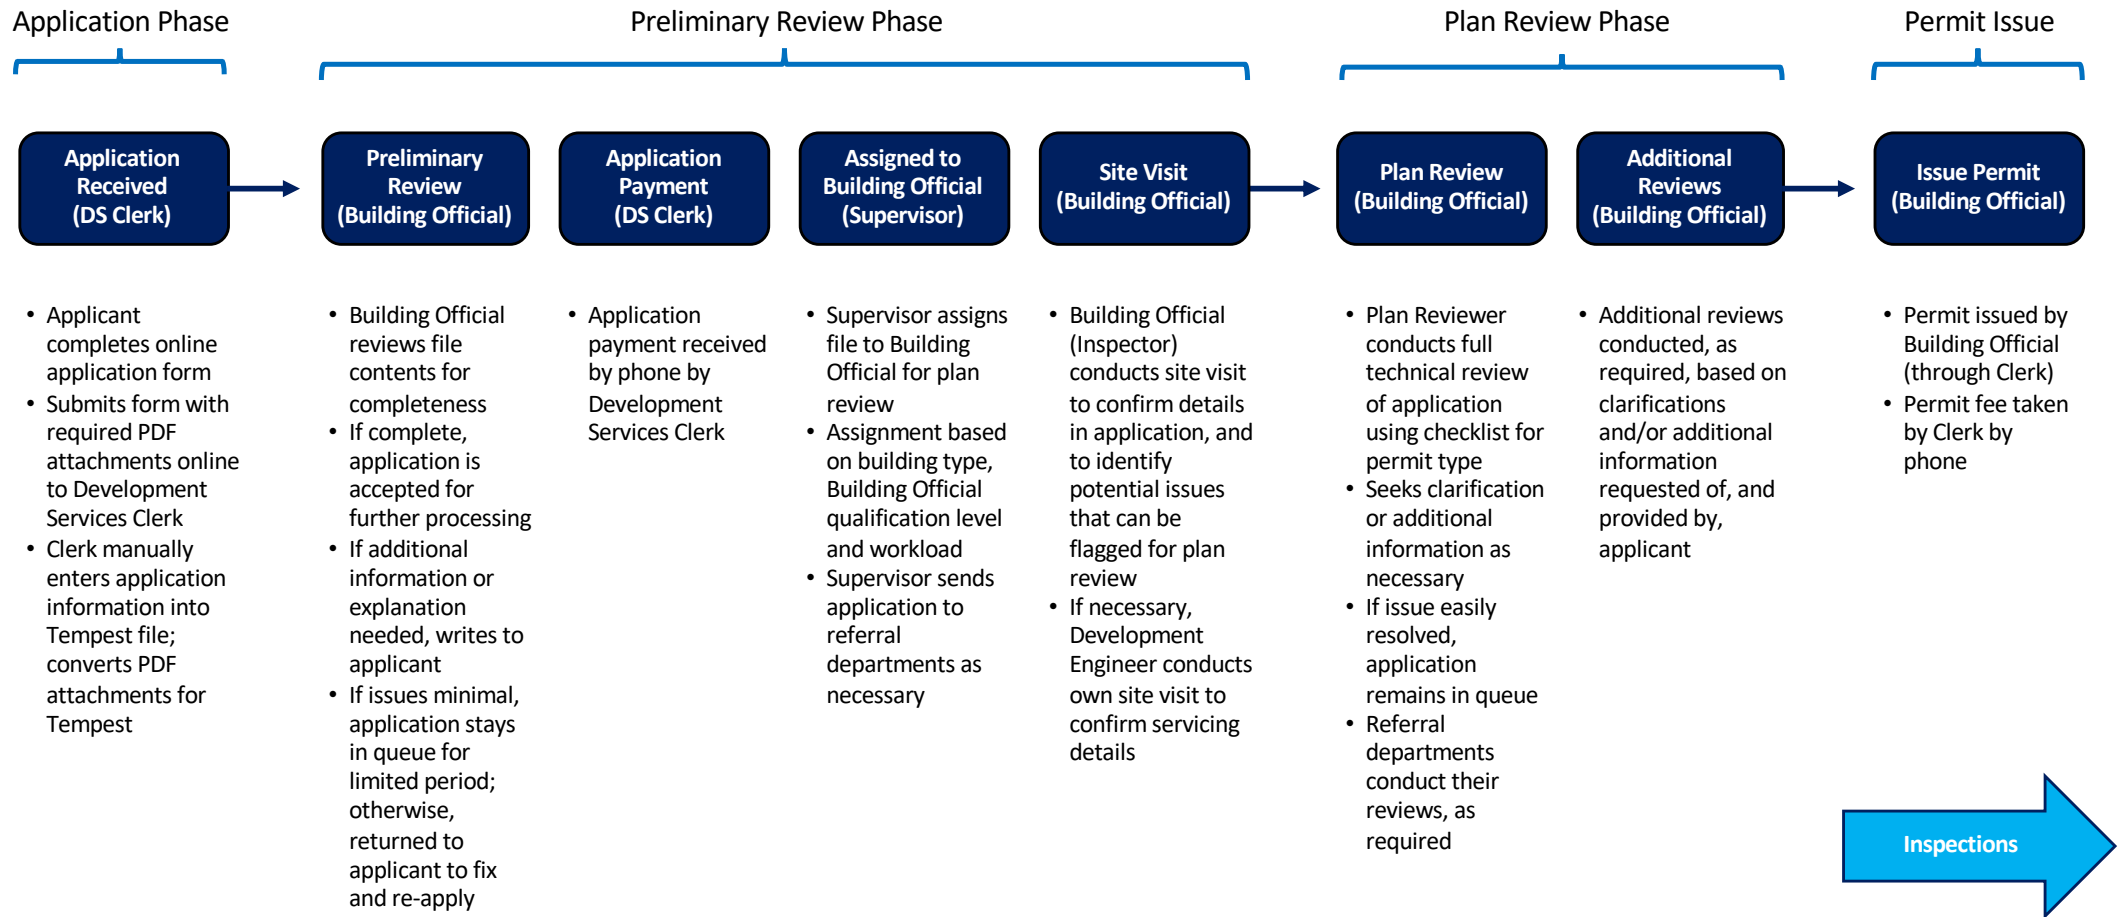 Application Phase
Preliminary Review Phase
Plan Review Phase
Permit Issue
Application
Received
(DS Clerk)
Preliminary
Review
(Building Official)
Application
Payment
(DS Clerk)
Assigned to
Building Official
(Supervisor)
Site Visit
(Building Official)
Plan Review
(Building Official)
Additional
Reviews
(Building Official)
Issue Permit
(Building Official)
• Applicant
completes online
application form
• Submits form with
required PDF
attachments online
to Development
Services Clerk
• Clerk manually
enters application
information into
Tempest file;
converts PDF
attachments for
Tempest
• Building Official
reviews file
contents for
completeness
• If complete,
application is
accepted for
further processing
• If additional
information or
explanation
needed, writes to
applicant
• If issues minimal,
application stays
in queue for
limited period;
otherwise,
returned to
applicant to fix
and re-apply
• Application
payment received
by phone by
Development
Services Clerk
• Supervisor assigns
file to Building
Official for plan
review
• Assignment based
on building type,
Building Official
qualification level
and workload
• Supervisor sends
application to
referral
departments as
necessary
• Building Official
(Inspector)
conducts site visit
to confirm details
in application, and
to identify
potential issues
that can be
flagged for plan
review
• If necessary,
Development
Engineer conducts
own site visit to
confirm servicing
details
• Plan Reviewer
conducts full
technical review
of application
using checklist for
permit type
• Seeks clarification
or additional
information as
necessary
• If issue easily
resolved,
application
remains in queue
• Referral
departments
conduct their
reviews, as
required
• Additional reviews
conducted, as
required, based on
clarifications
and/or additional
information
requested of, and
provided by,
applicant
• Permit issued by
Building Official
(through Clerk)
• Permit fee taken
by Clerk by
phone
Inspections